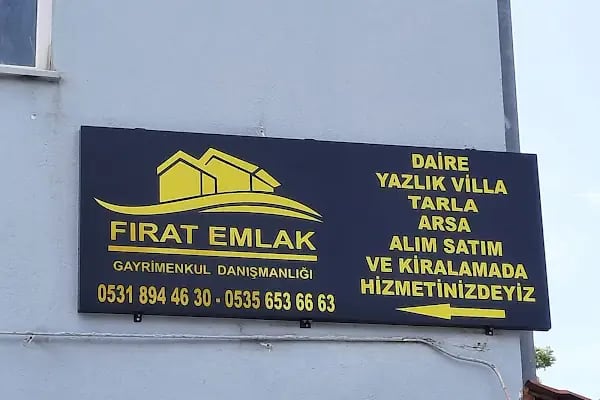 FIRAT EMLAK
GAYRİMENKUL DANIŞMANLIĞI
0531 894 46 30 - 0535 653 66 63
DAİRE
YAZLIK VİLLA
TARLA
ARSA
ALIM SATIM
VE KİRALAMADA
HİZMETİNİZDEYİZ